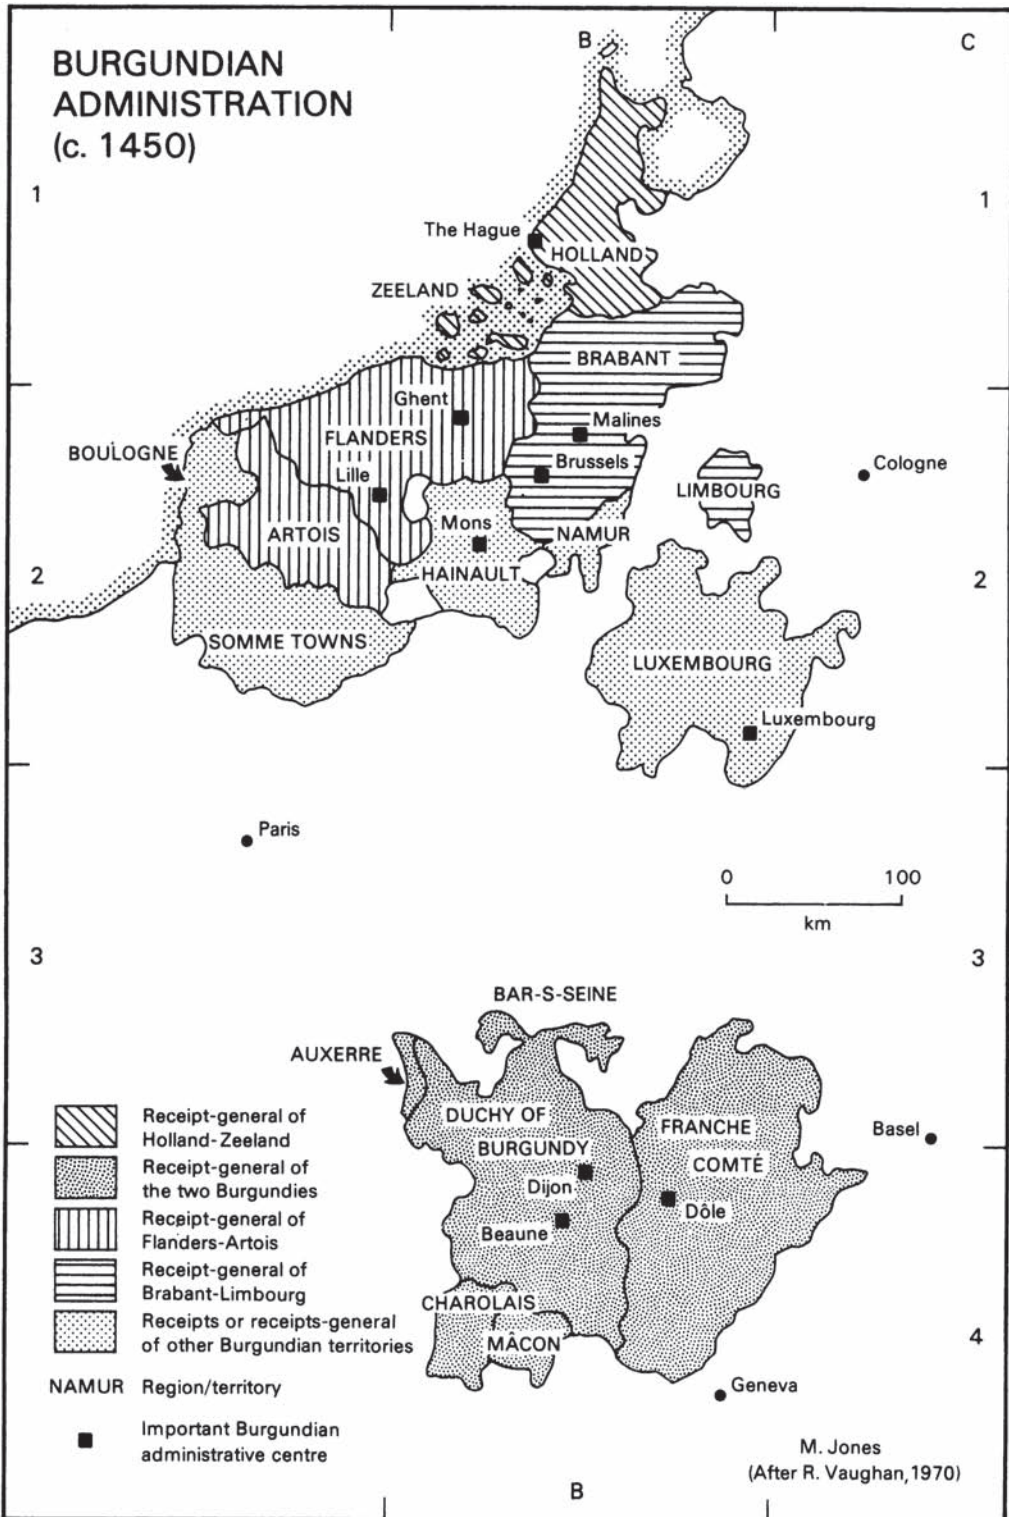 BURGUNDIAN
ADMINISTRATION
(c. 1450)
B
C
1
1
The Hague
HOLLAND
ZEELAND
BRABANT
Ghent
Malines
FLANDERS
BOULOGNE
Lille
Brussels
Cologne
LIMBOURG
ARTOIS
Mons
NAMUR
HAINAULT
2
2
SOMME TOWNS
LUXEMBOURG
Luxembourg
Paris
0 100
km
3
3
BAR-S-SEINE
AUXERRE
DUCHY OF
BURGUNDY
FRANCHE
COMTÉ
Basel
Dijon
Dôle
Beaune
CHAROLAIS
MÂCON
4
Geneva
Receipt-general of
Holland-Zeeland
Receipt-general of
the two Burgundies
Receipt-general of
Flanders-Artois
Receipt-general of
Brabant-Limbourg
Receipts or receipts-general
of other Burgundian territories
NAMUR Region/territory
Important Burgundian
administrative centre
M. Jones
(After R. Vaughan,1970)
B